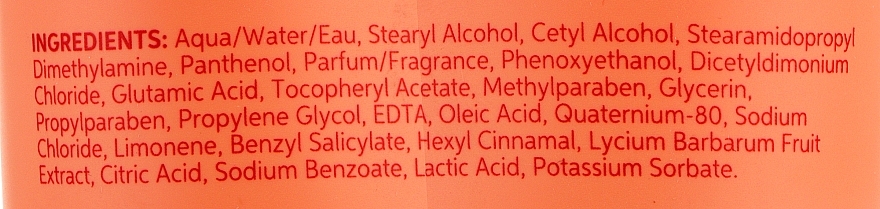 INGREDIENTS: Aqua/Water/Eau, Stearyl Alcohol, Cetyl Alcohol, Stearamidopropyl
Dimethylamine, Panthenol, Parfum/Fragrance, Phenoxyethanol, Dicetyldimonium
Chloride, Glutamic Acid, Tocopheryl Acetate, Methylparaben, Glycerin,
Propylparaben, Propylene Glycol, EDTA, Oleic Acid, Quaternium-80, Sodium
Chloride, Limonene, Benzyl Salicylate, Hexyl Cinnamal, Lycium Barbarum Fruit
Extract, Citric Acid, Sodium Benzoate, Lactic Acid, Potassium Sorbate.